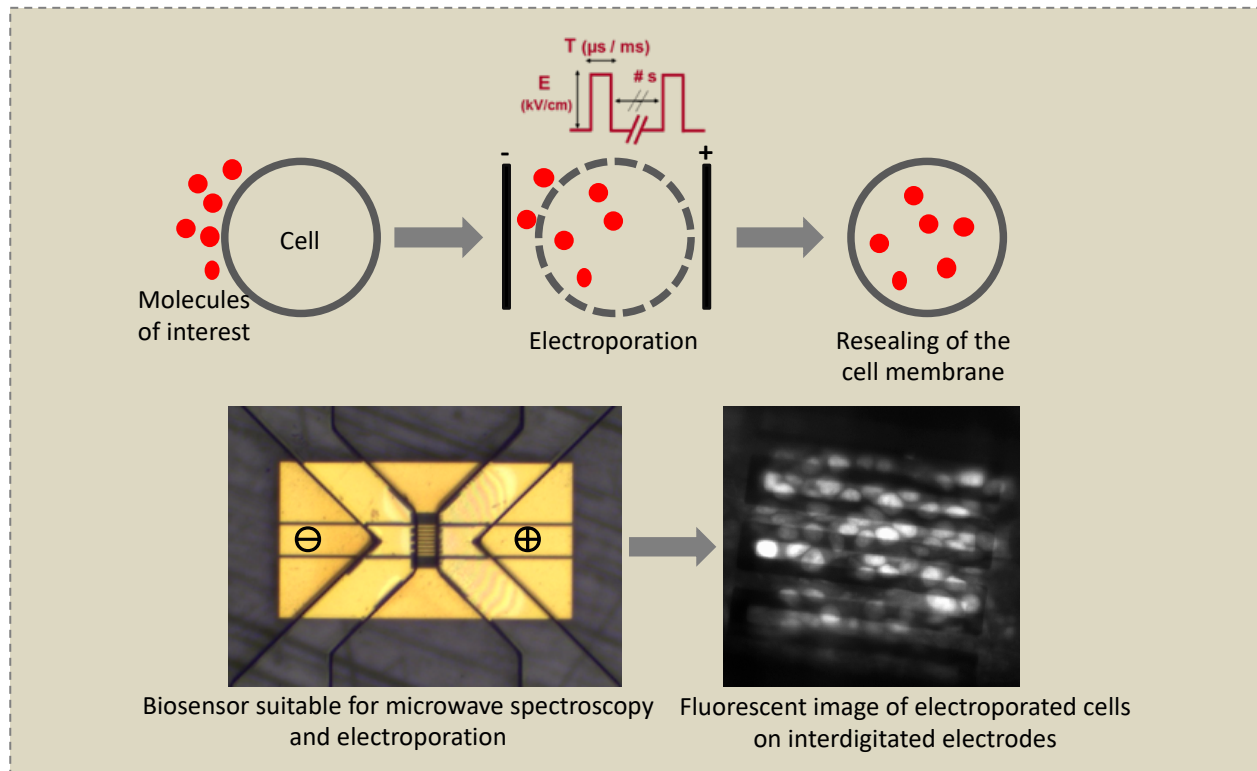 T (µs / ms)
# s
E
(kV/cm)
-
+
Cell
Molecules
of interest
Electroporation
Resealing of the
cell membrane
⊖
⊕
Biosensor suitable for microwave spectroscopy
and electroporation
Fluorescent image of electroporated cells
on interdigitated electrodes